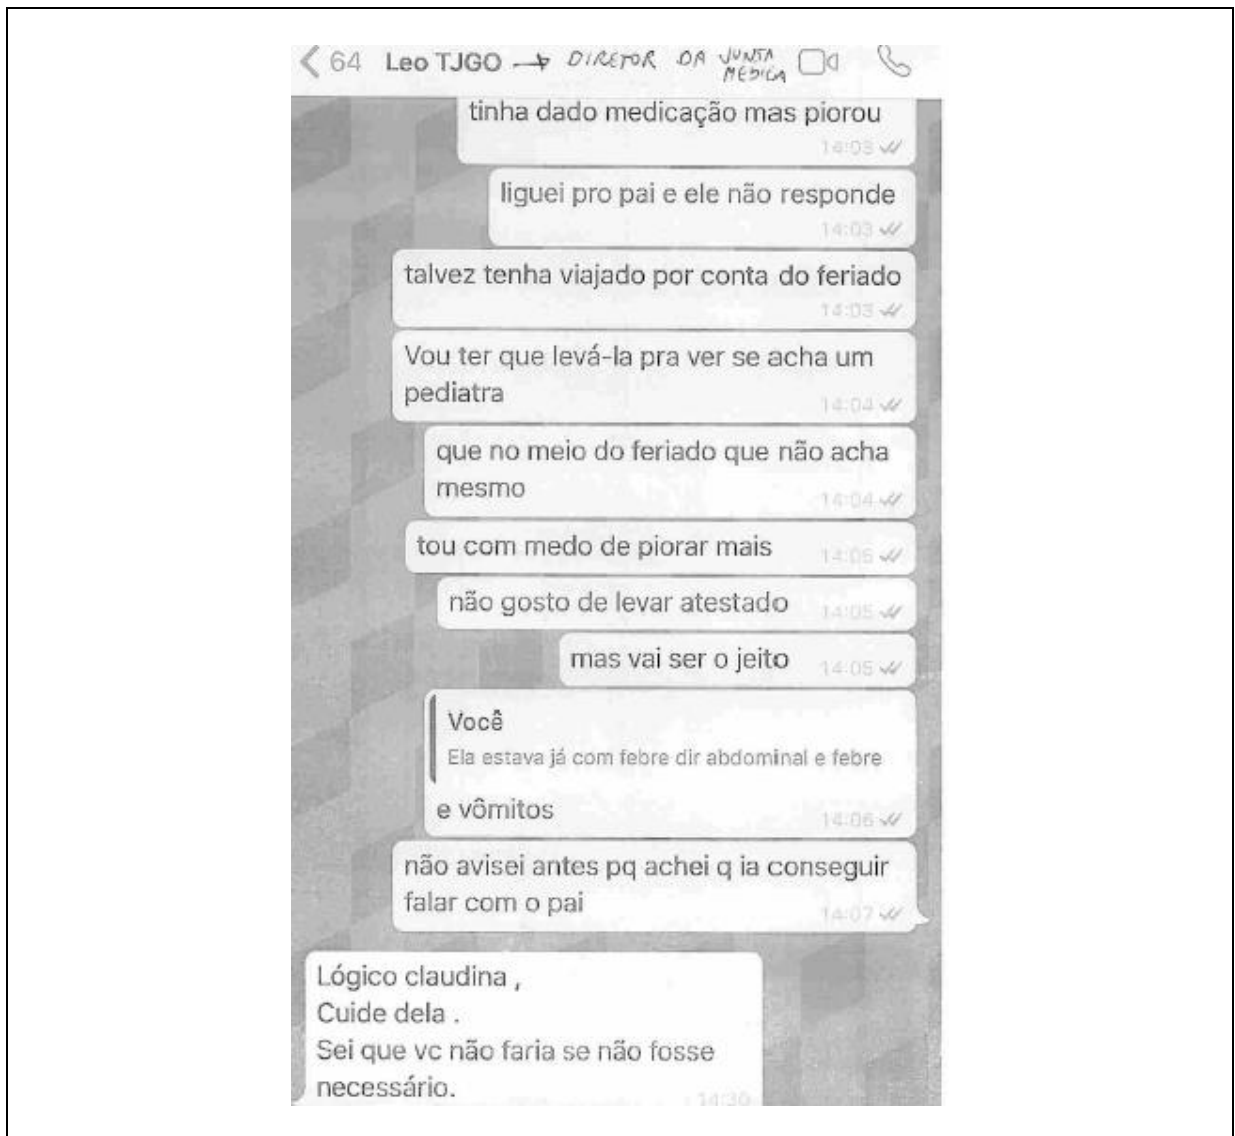 64 Leo TJGO → DIRETOR DA JUNTA MÉDICA
tinha dado medicação mas piorou
14:03
liguei pro pai e ele não responde
14:03
talvez tenha viajado por conta do feriado
14:03
Vou ter que levá-la pra ver se acha um
pediatra
14:04
que no meio do feriado que não acha
mesmo
14:04
tou com medo de piorar mais
não gosto de levar atestado 14:05
mas vai ser o jeito 14:05
Você
Ela estava já com febre dir abdominal e febre
e vômitos
14:06
não avisei antes pq achei q ia conseguir
falar com o pai
14:07
Lógico claudina ,
Cuide dela .
Sei que vc não faria se não fosse
necessário.
14:30